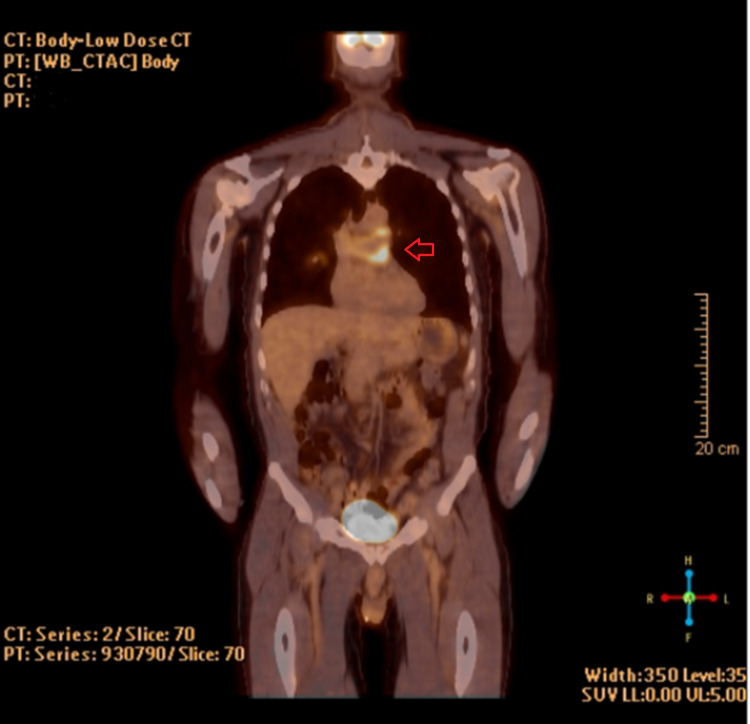 CT: Body-Low Dose CT
PT: [WB_CTAC] Body
CT:
PT:
20 cm
H
R L
F
CT: Series: 2/ Slice: 70
PT: Series: 930790/ Slice: 70
Width:350 Level:35
SUV LL:0.00 UL:5.00